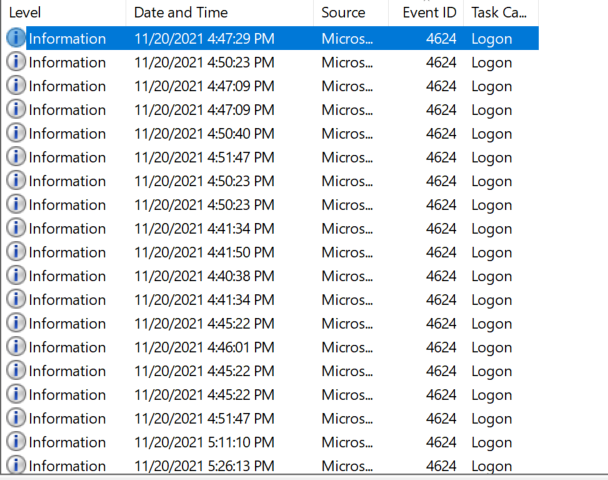 Level Date and Time Source Event ID Task Ca...
Information 11/20/2021 4:47:29 PM Micros... 4624 Logon
Information 11/20/2021 4:50:23 PM Micros... 4624 Logon
Information 11/20/2021 4:47:09 PM Micros... 4624 Logon
Information 11/20/2021 4:47:09 PM Micros... 4624 Logon
Information 11/20/2021 4:50:40 PM Micros... 4624 Logon
Information 11/20/2021 4:51:47 PM Micros... 4624 Logon
Information 11/20/2021 4:50:23 PM Micros... 4624 Logon
Information 11/20/2021 4:50:23 PM Micros... 4624 Logon
Information 11/20/2021 4:41:34 PM Micros... 4624 Logon
Information 11/20/2021 4:41:50 PM Micros... 4624 Logon
Information 11/20/2021 4:40:38 PM Micros... 4624 Logon
Information 11/20/2021 4:41:34 PM Micros... 4624 Logon
Information 11/20/2021 4:45:22 PM Micros... 4624 Logon
Information 11/20/2021 4:46:01 PM Micros... 4624 Logon
Information 11/20/2021 4:45:22 PM Micros... 4624 Logon
Information 11/20/2021 4:45:22 PM Micros... 4624 Logon
Information 11/20/2021 4:51:47 PM Micros... 4624 Logon
Information 11/20/2021 5:11:10 PM Micros... 4624 Logon
Information 11/20/2021 5:26:13 PM Micros... 4624 Logon